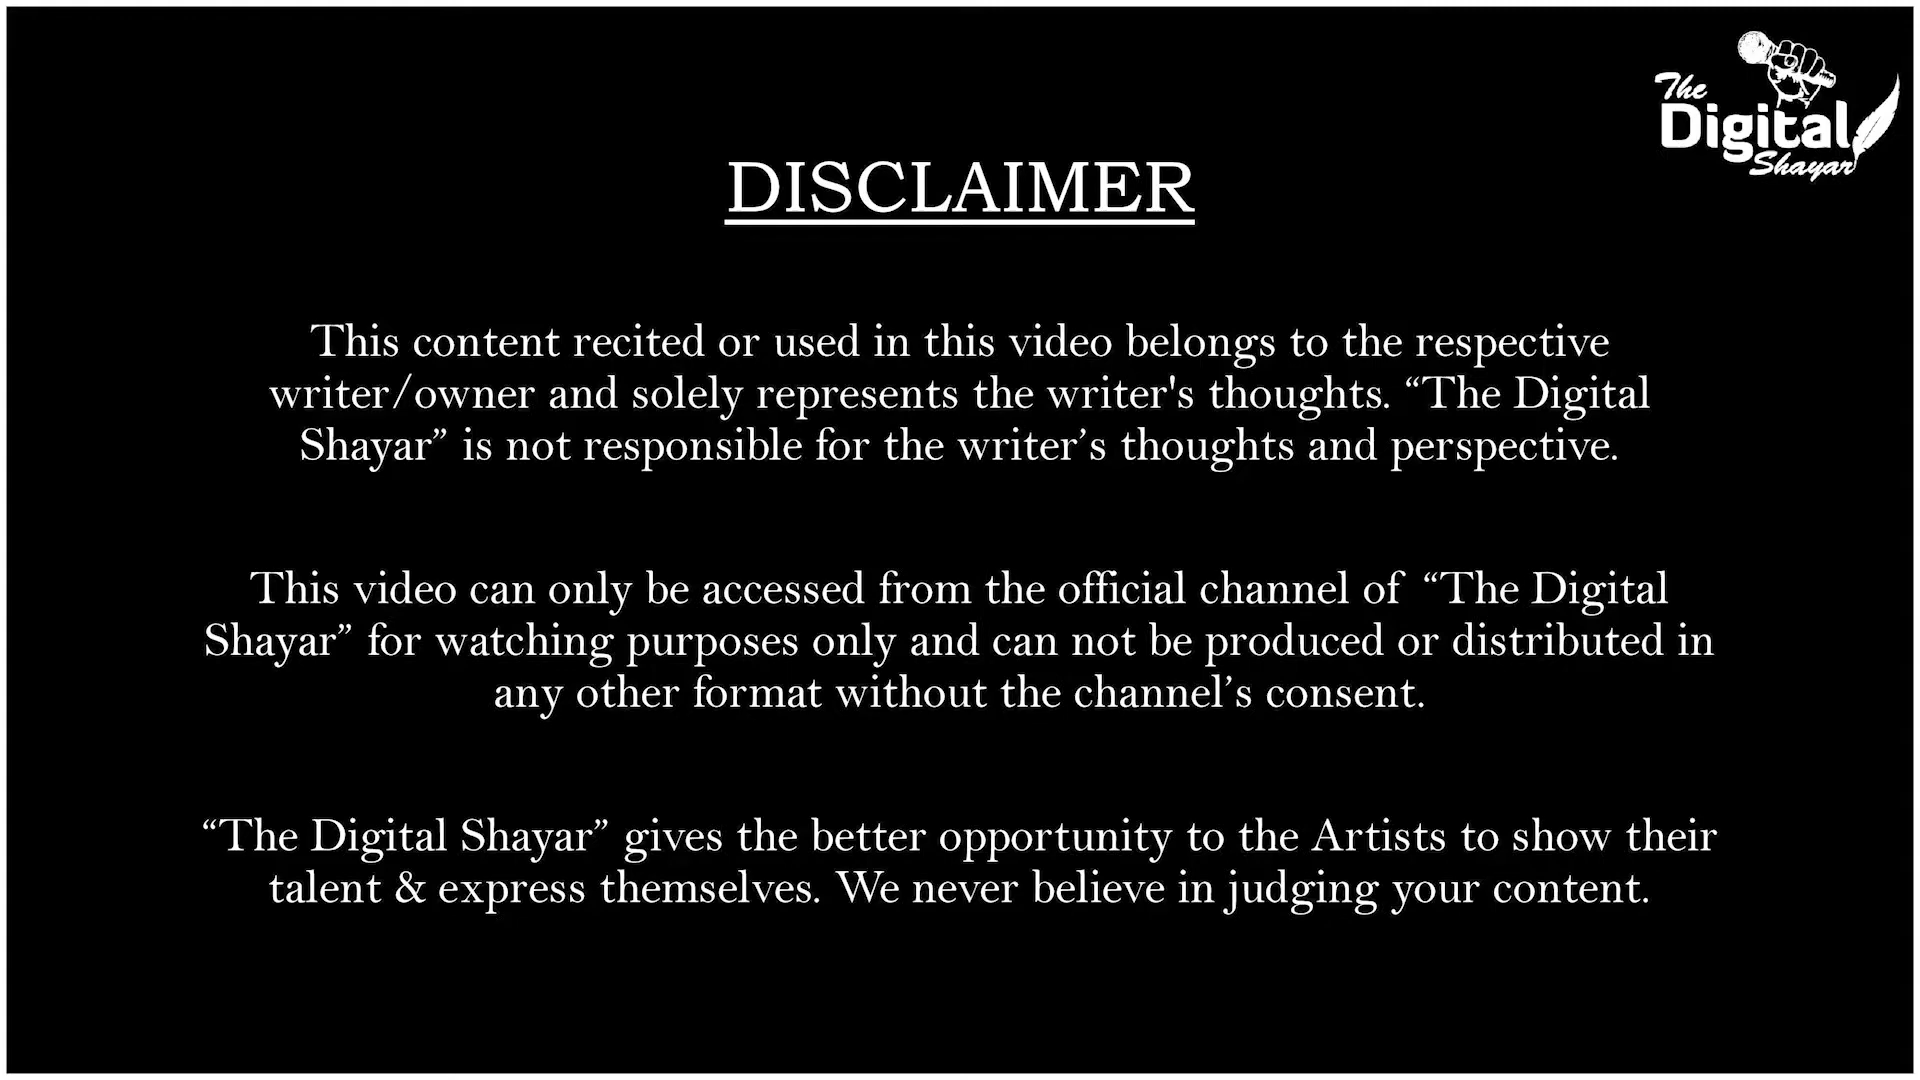 The
Digital
Shayar
DISCLAIMER
This content recited or used in this video belongs to the respective
writer/owner and solely represents the writer's thoughts. “The Digital
Shayar” is not responsible for the writer’s thoughts and perspective.
This video can only be accessed from the official channel of “The Digital
Shayar” for watching purposes only and can not be produced or distributed in
any other format without the channel’s consent.
“The Digital Shayar” gives the better opportunity to the Artists to show their
talent & express themselves. We never believe in judging your content.